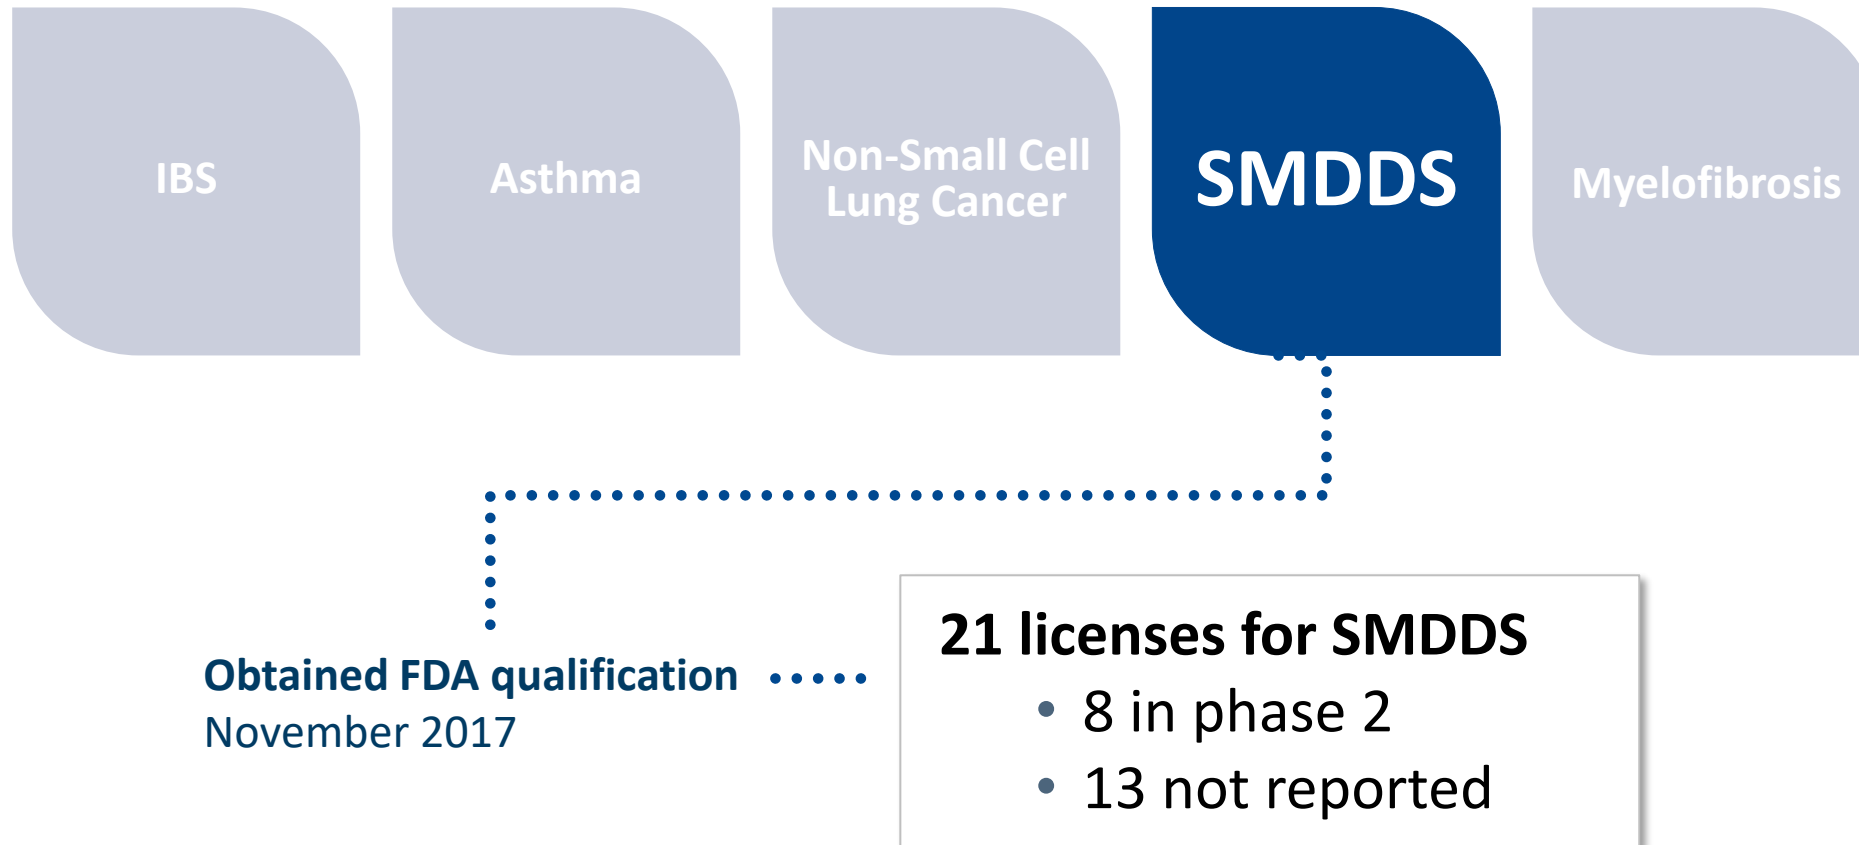 IBS
Asthma
Non-Small Cell
Lung Cancer
SMDDS
Myelofibrosis
Obtained FDA qualification
November 2017
21 licenses for SMDDS
• 8 in phase 2
• 13 not reported